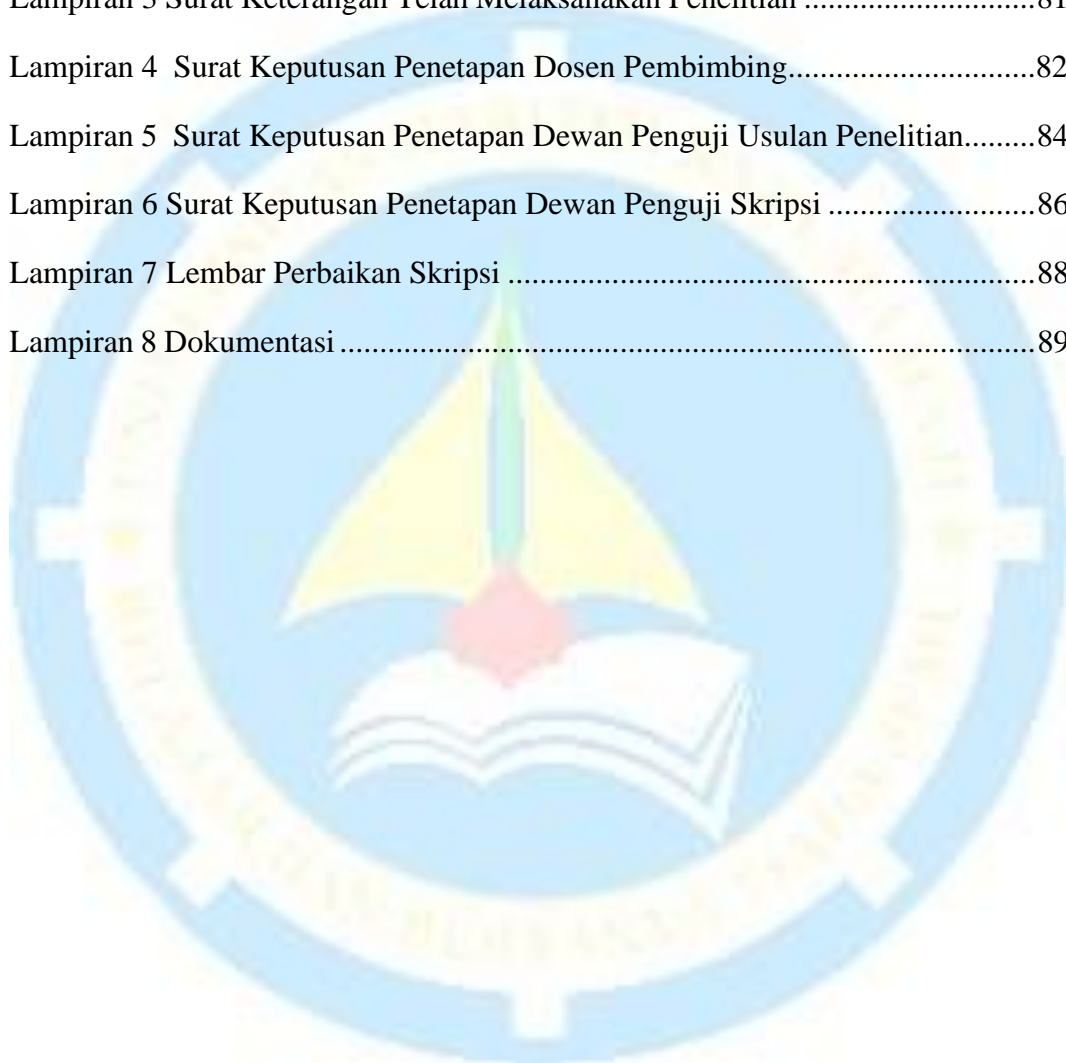 Lampiran 3 Surat Keterangan Telah Melaksanakan Penelitian ............................81
Lampiran 4  Surat Keputusan Penetapan Dosen Pembimbing..............................82
Lampiran 5  Surat Keputusan Penetapan Dewan Penguji Usulan Penelitian.........84
Lampiran 6 Surat Keputusan Penetapan Dewan Penguji Skripsi .........................86
Lampiran 7 Lembar Perbaikan Skripsi .................................................................88
Lampiran 8 Dokumentasi .......................................................................................89